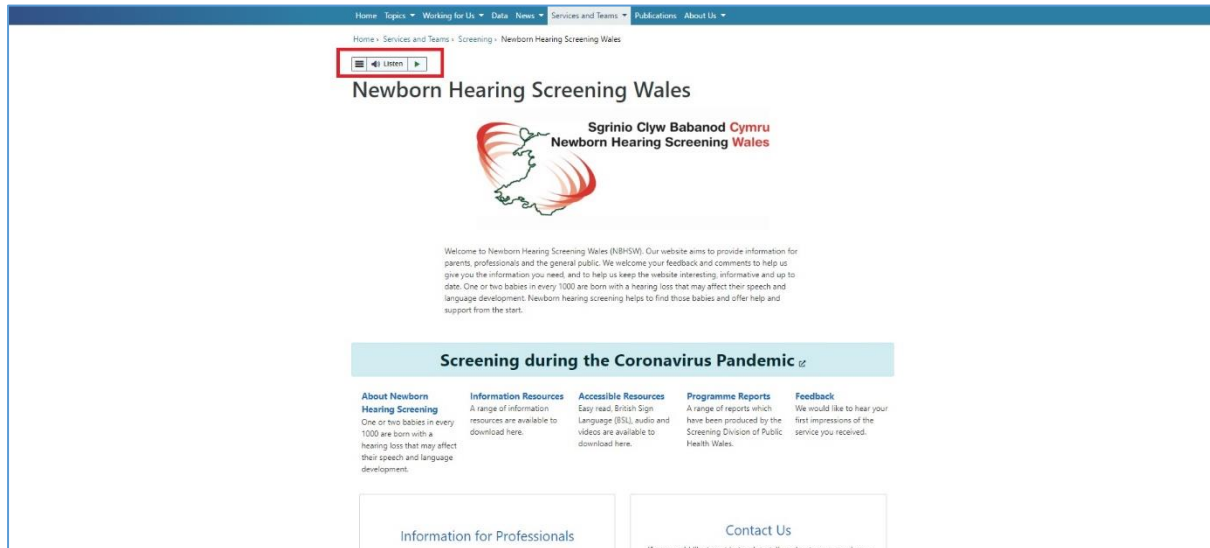 Home Topics Working for Us Data News Services and Teams Publications About Us
Home › Services and Teams › Screening › Newborn Hearing Screening Wales
Listen
Newborn Hearing Screening Wales
Sgrinio Clyw Babanod Cymru
Newborn Hearing Screening Wales
Welcome to Newborn Hearing Screening Wales (NBHSW). Our website aims to provide information for
parents, professionals and the general public. We welcome your feedback and comments to help us
give you the information you need, and to help us keep the website interesting, informative and up to
date. One or two babies in every 1000 are born with a hearing loss that may affect their speech and
language development. Newborn hearing screening helps to find those babies and offer help and
support from the start.
Screening during the Coronavirus Pandemic
About Newborn
Hearing Screening
One or two babies in every
1000 are born with a
hearing loss that may affect
their speech and language
development.
Information Resources
A range of information
resources are available to
download here.
Accessible Resources
Easy read, British Sign
Language (BSL), audio and
videos are available to
download here.
Programme Reports
A range of reports which
have been produced by the
Screening Division of Public
Health Wales.
Feedback
We would like to hear your
first impressions of the
service you received.
Information for Professionals
Contact Us